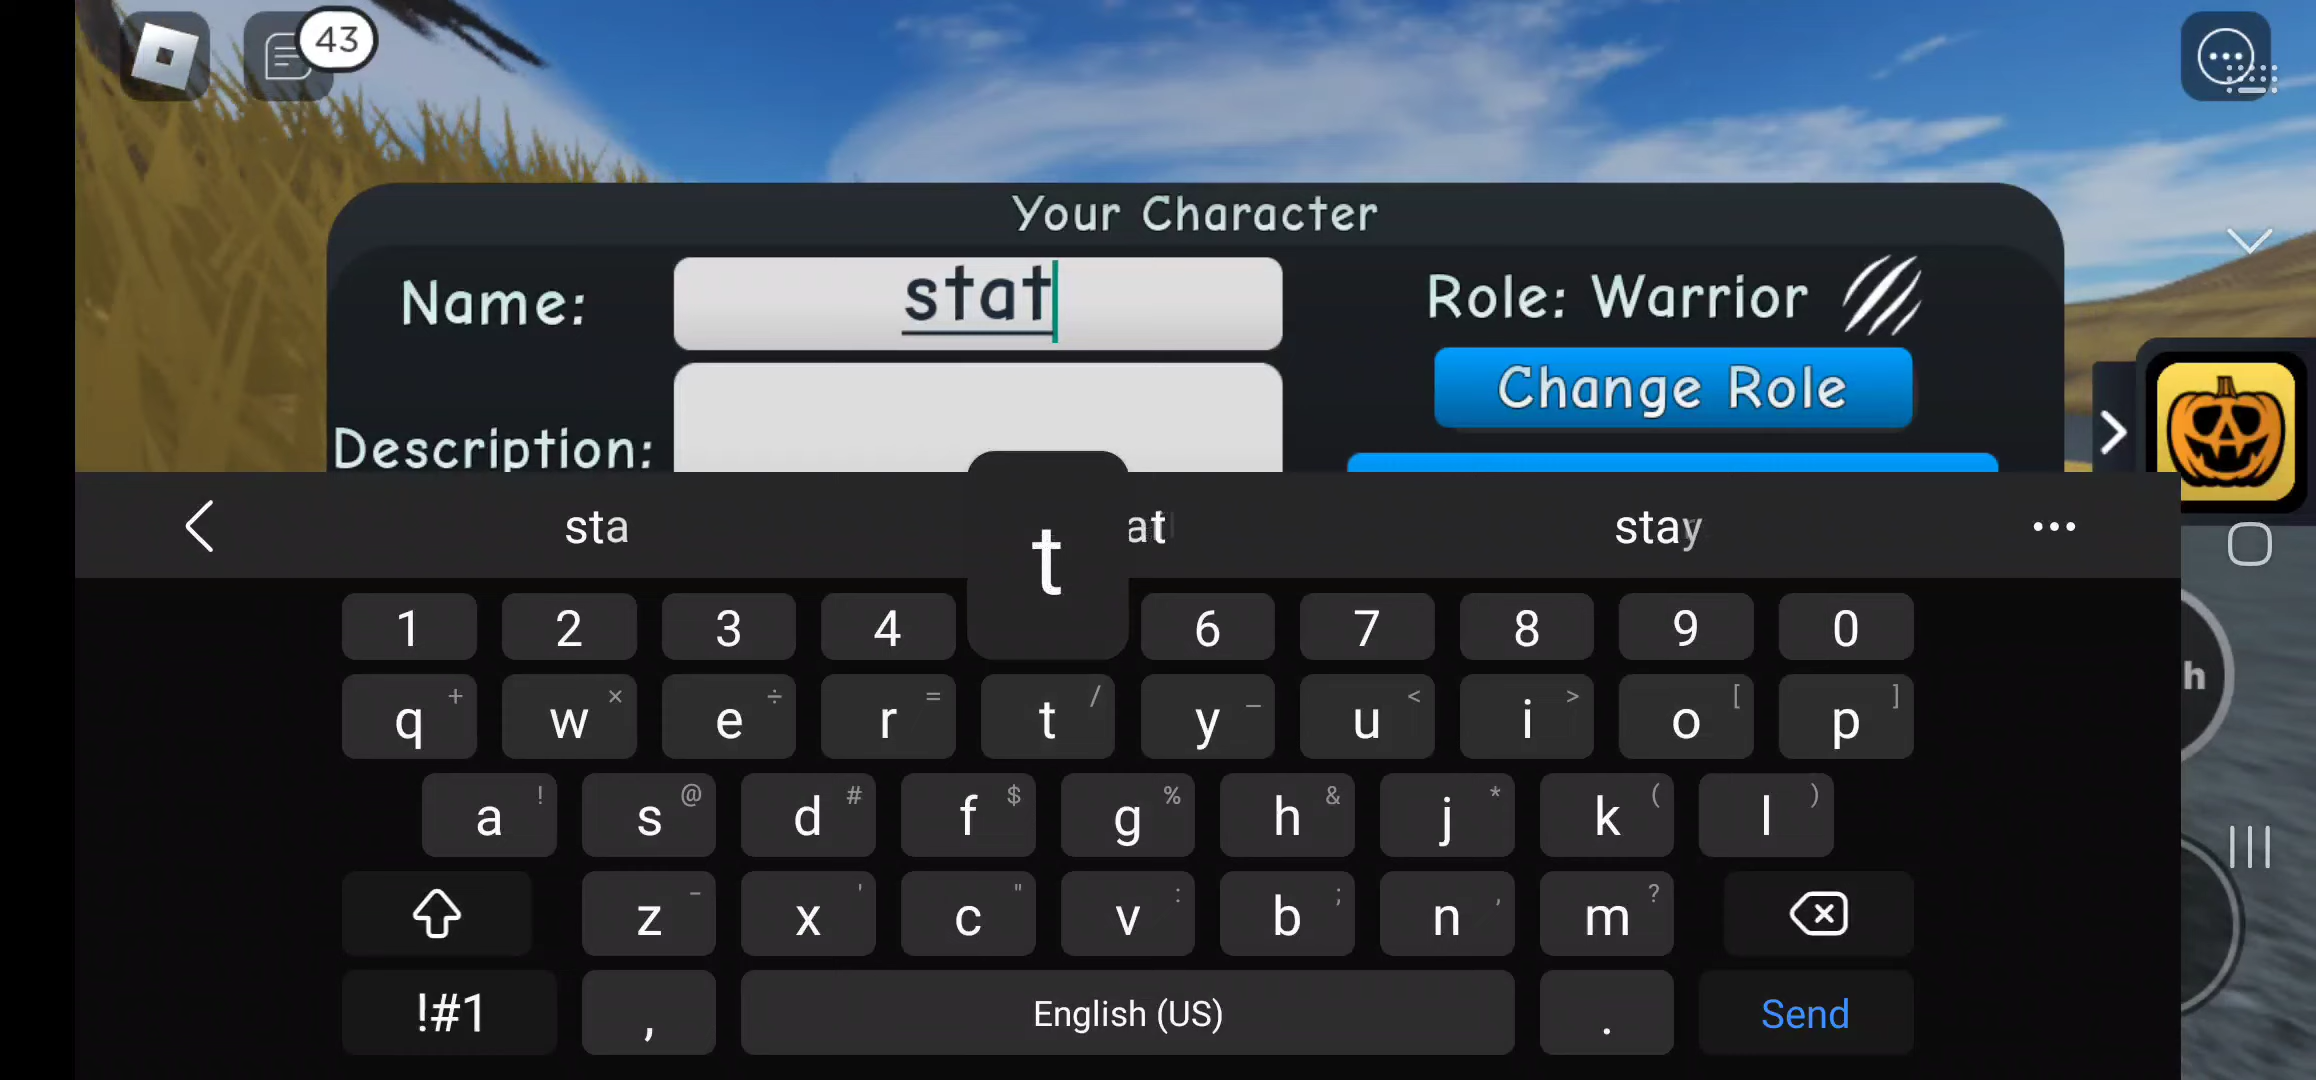 43
Your Character
Name:
stat
Role: Warrior
Change Role
Description:
sta
at
stay
t
1 2 3 4 6 7 8 9 0
q + w × e ÷ r = t / y _ u < i > o [ p ]
a ! s @ d # f $ g % h & j * k ( l )
z - x ' c " v : b ; n , m ?
!#1 , English (US) . Send
h